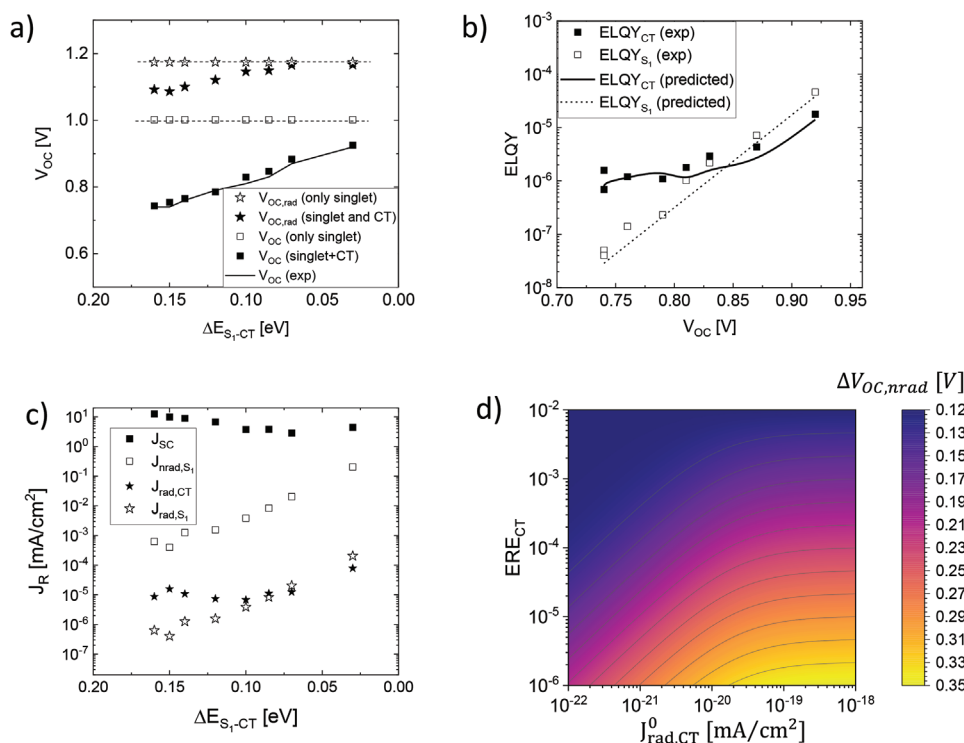 a)
1.2
1.0
0.8
0.6
V_OC [V]
V_OC,rad (only singlet)
V_OC,rad (singlet and CT)
V_OC (only singlet)
V_OC (singlet+CT)
V_OC (exp)
0.20
0.15
0.10
0.05
0.00
ΔE_S₁-CT [eV]
b)
10⁻³
10⁻⁴
10⁻⁵
10⁻⁶
10⁻⁷
10⁻⁸
ELQY
ELQY_CT (exp)
ELQY_S₁ (exp)
ELQY_CT (predicted)
ELQY_S₁ (predicted)
0.70
0.75
0.80
0.85
0.90
0.95
V_OC [V]
c)
10¹
10⁰
10⁻¹
10⁻²
10⁻³
10⁻⁴
10⁻⁵
10⁻⁶
10⁻⁷
J_R [mA/cm²]
J_SC
J_nrad,S₁
J_rad,CT
J_rad,S₁
0.20
0.15
0.10
0.05
0.00
ΔE_S₁-CT [eV]
d)
ΔV_OC,nrad [V]
10⁻²
10⁻³
10⁻⁴
10⁻⁵
10⁻⁶
ERE_CT
10⁻²²
10⁻²¹
10⁻²⁰
10⁻¹⁹
10⁻¹⁸
J⁰_rad,CT [mA/cm²]
0.12
0.13
0.15
0.17
0.19
0.21
0.23
0.25
0.27
0.29
0.31
0.33
0.35